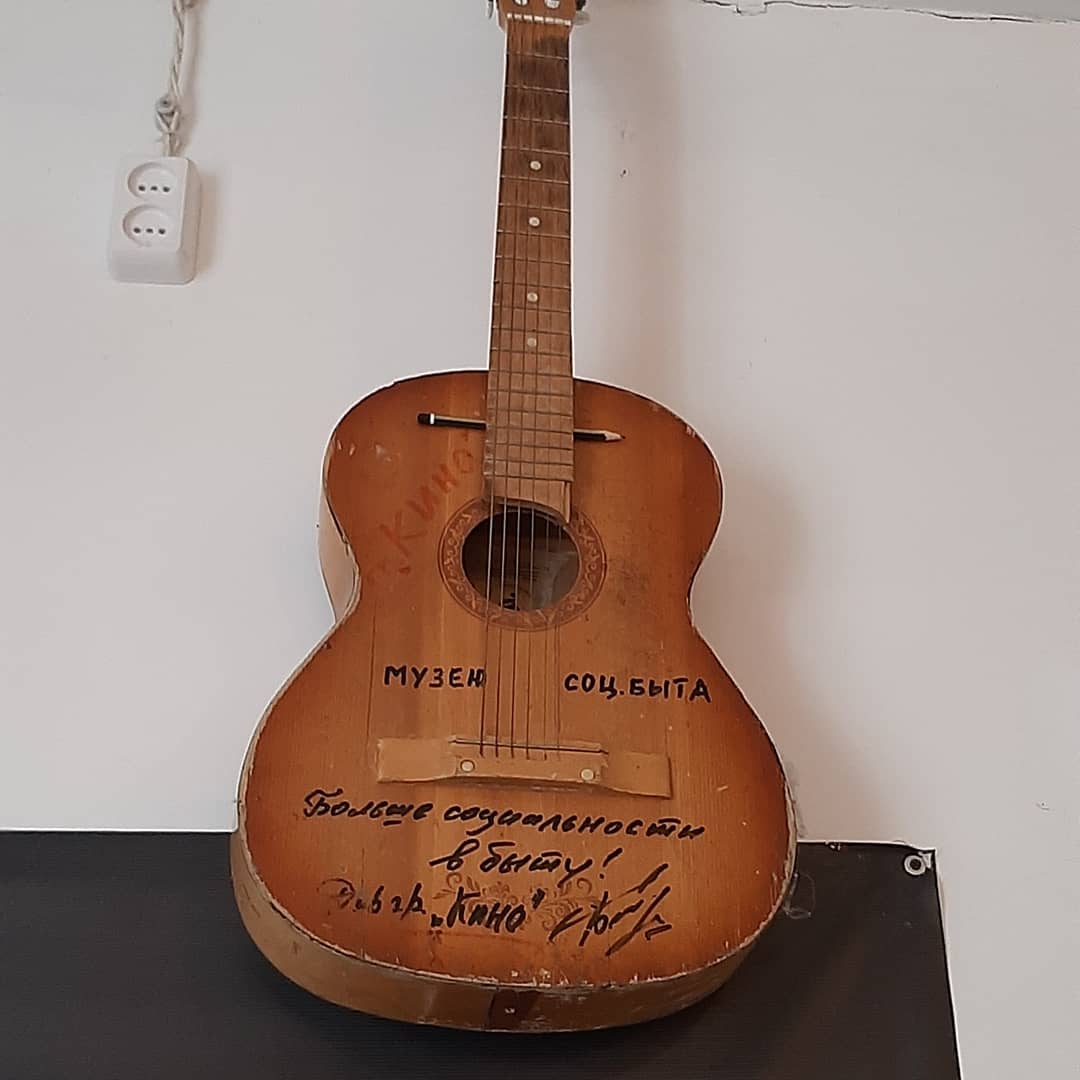 "КИНО"
МУЗЕЮ СОЦ.БЫТА
Больше социальности
в быту!
гр. „Кино"